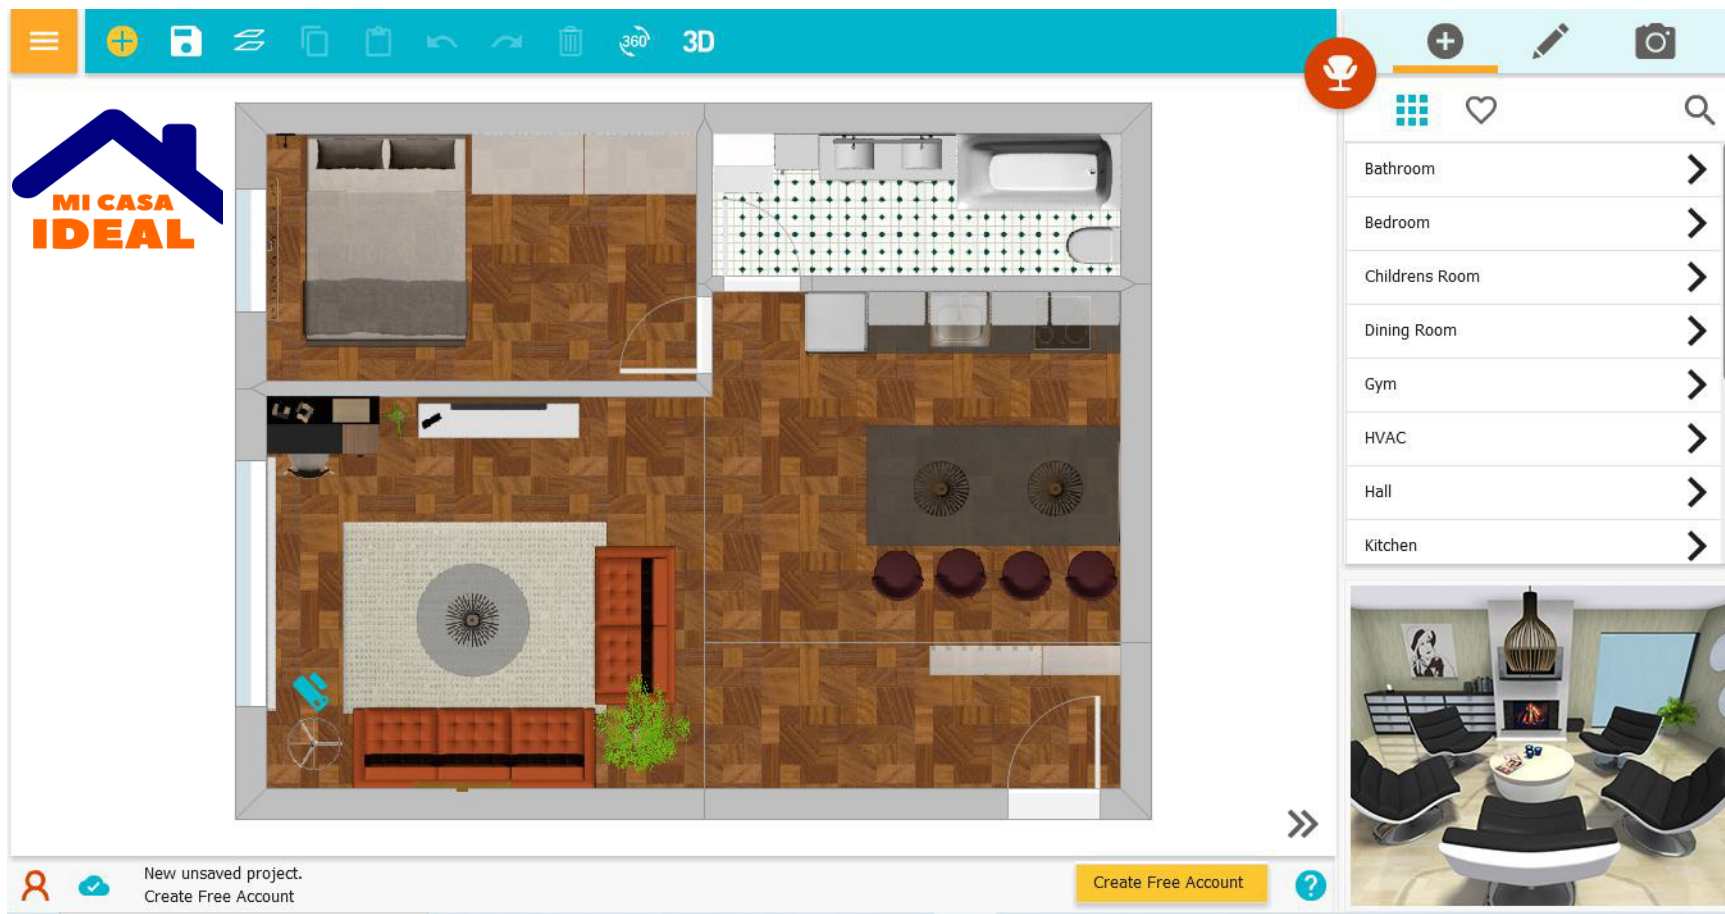 360°
3D
MI CASA
IDEAL
Bathroom
Bedroom
Childrens Room
Dining Room
Gym
HVAC
Hall
Kitchen
New unsaved project.
Create Free Account
Create Free Account
?